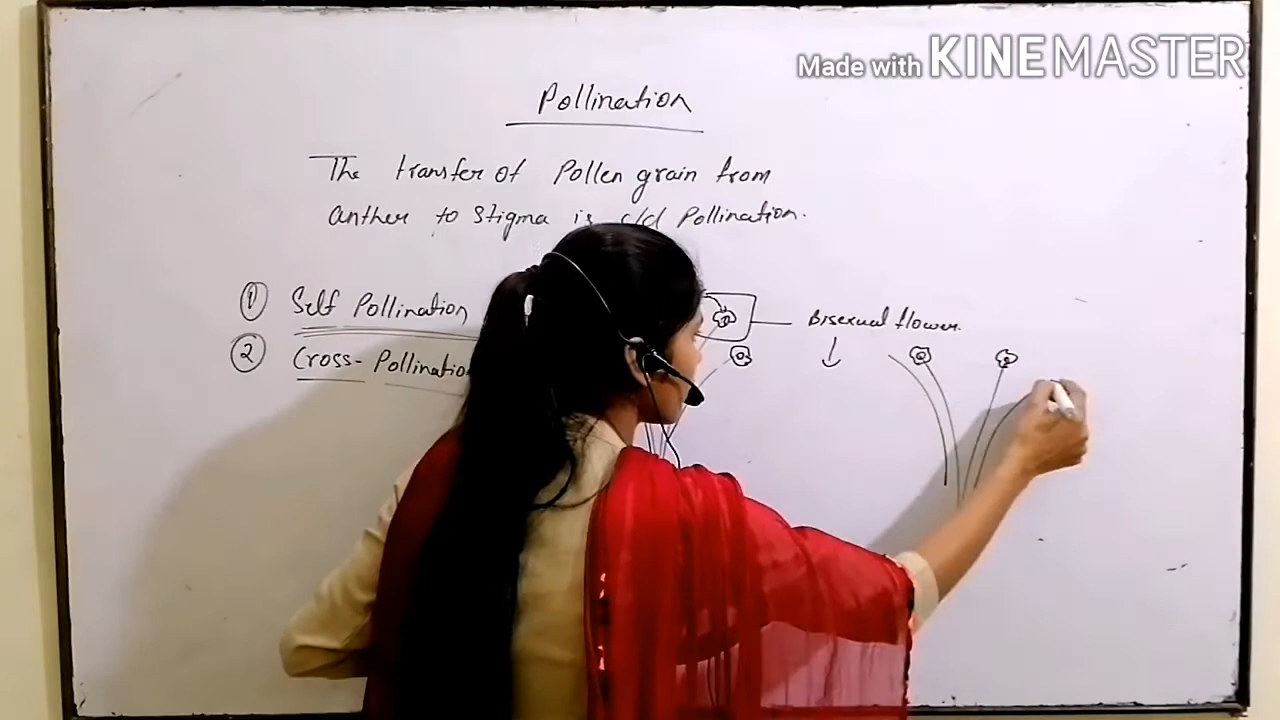 Made with KINEMASTER
Pollination
The transfer of Pollen grain from
anther to Stigma is c/d Pollination.
① Self Pollination
② Cross-Pollination
Bisexual flower.